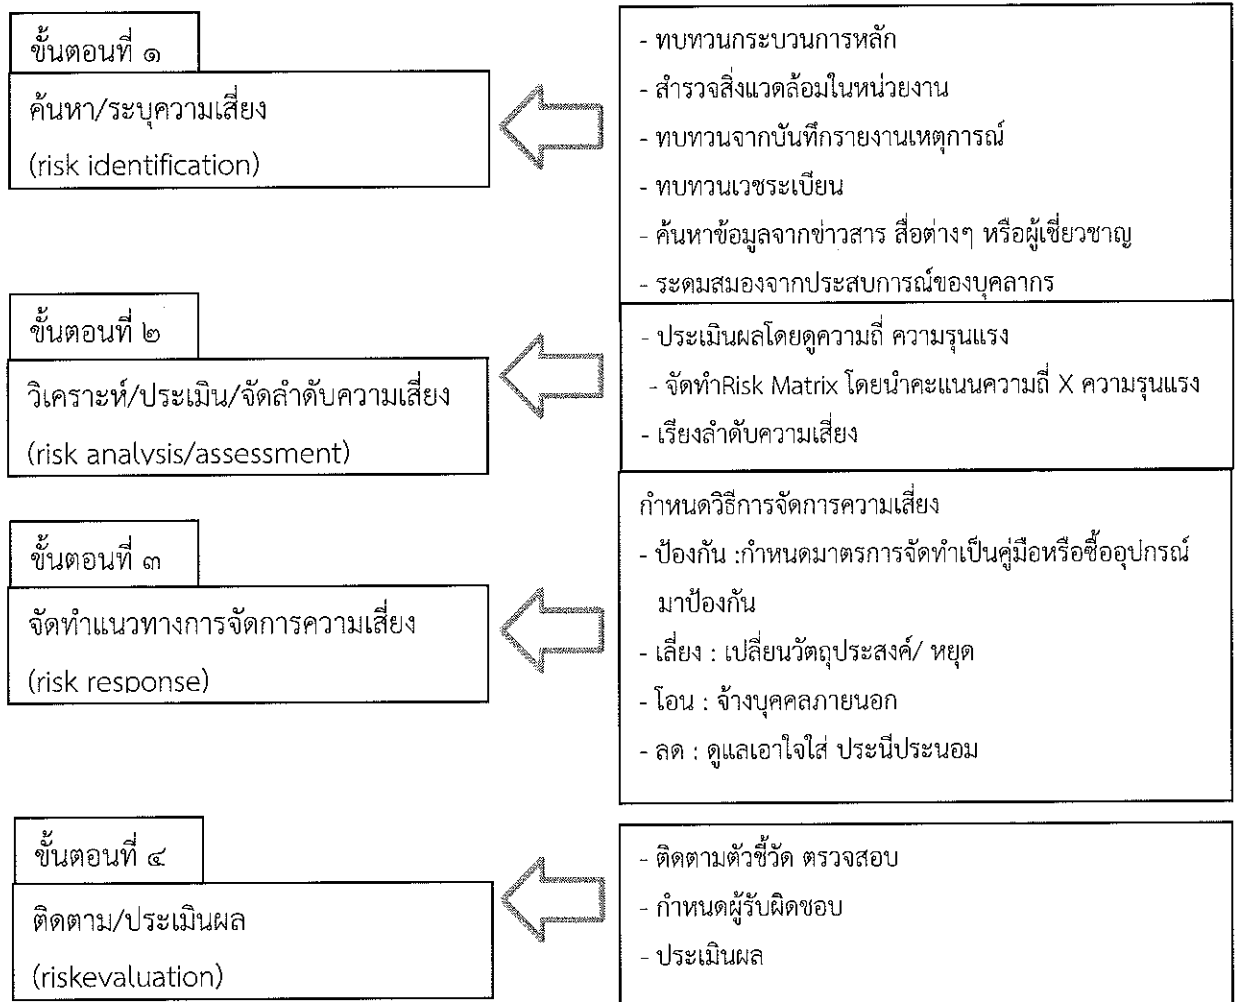 ขั้นตอนที่ ๑
ค้นหา/ระบุความเสี่ยง
(risk identification)
- ทบทวนกระบวนการหลัก
- สำรวจสิ่งแวดล้อมในหน่วยงาน
- ทบทวนจากบันทึกรายงานเหตุการณ์
- ทบทวนเวชระเบียน
- ค้นหาข้อมูลจากข่าวสาร สื่อต่างๆ หรือผู้เชี่ยวชาญ
- ระดมสมองจากประสบการณ์ของบุคลากร
ขั้นตอนที่ ๒
วิเคราะห์/ประเมิน/จัดลำดับความเสี่ยง
(risk analysis/assessment)
- ประเมินผลโดยดูความถี่ ความรุนแรง
- จัดทำRisk Matrix โดยนำคะแนนความถี่ X ความรุนแรง
- เรียงลำดับความเสี่ยง
ขั้นตอนที่ ๓
จัดทำแนวทางการจัดการความเสี่ยง
(risk response)
กำหนดวิธีการจัดการความเสี่ยง
- ป้องกัน :กำหนดมาตรการจัดทำเป็นคู่มือหรือซื้ออุปกรณ์
มาป้องกัน
- เลี่ยง : เปลี่ยนวัตถุประสงค์/ หยุด
- โอน : จ้างบุคคลภายนอก
- ลด : ดูแลเอาใจใส่ ประนีประนอม
ขั้นตอนที่ ๔
ติดตาม/ประเมินผล
(riskevaluation)
- ติดตามตัวชี้วัด ตรวจสอบ
- กำหนดผู้รับผิดชอบ
- ประเมินผล